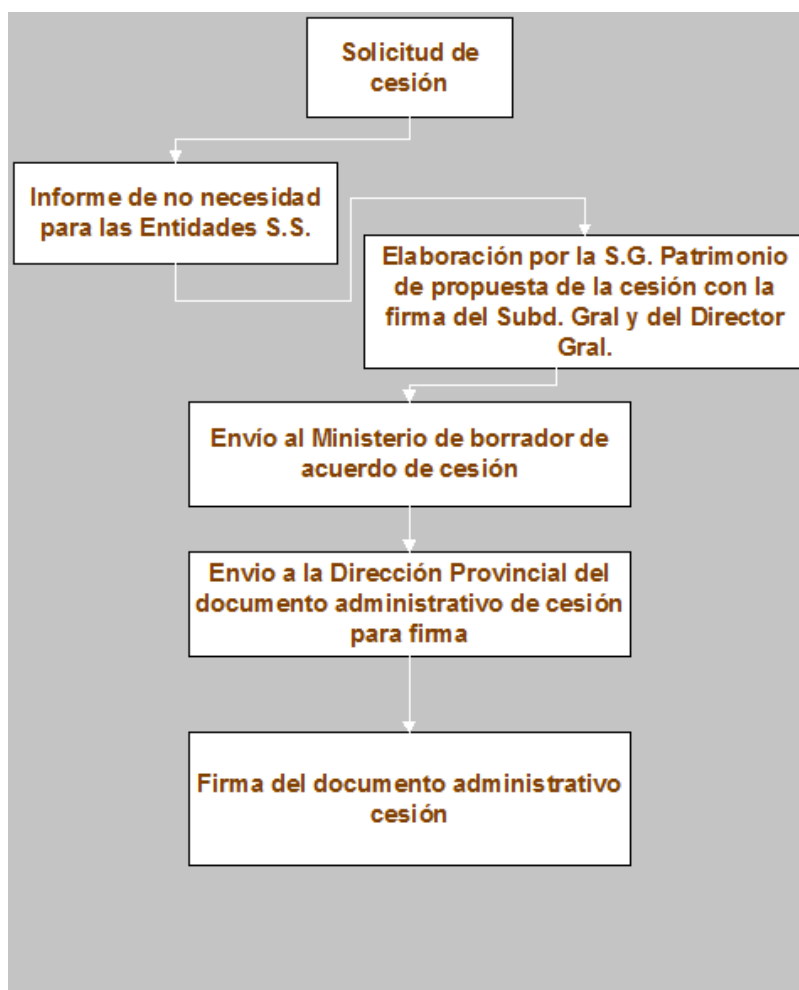 Solicitud de
cesión
Informe de no necesidad
para las Entidades S.S.
Elaboración por la S.G. Patrimonio
de propuesta de la cesión con la
firma del Subd. Gral y del Director
Gral.
Envío al Ministerio de borrador de
acuerdo de cesión
Envio a la Dirección Provincial del
documento administrativo de cesión
para firma
Firma del documento administrativo
cesión